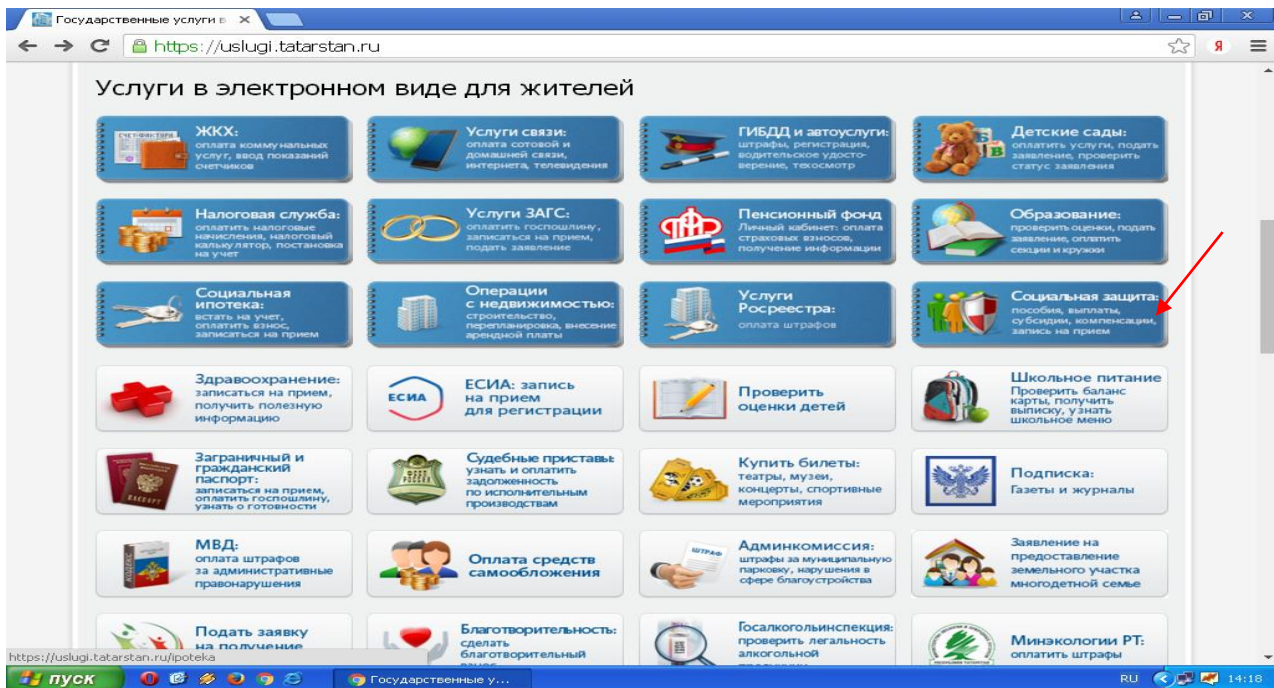 Государственные услуги в
https://uslugi.tatarstan.ru
Я
Услуги в электронном виде для жителей
ЖКХ:
оплата коммунальных
услуг, ввод показаний
счетчиков
Услуги связи:
оплата сотовой и
домашней связи,
интернета, телевидения
ГИБДД и автоуслуги:
штрафы, регистрация,
водительское удосто-
верение, техосмотр
Детские сады:
оплатить услуги, подать
заявление, проверить
статус заявления
Налоговая служба:
оплатить налоговые
начисления, налоговый
калькулятор, постановка
на учет
Услуги ЗАГС:
оплатить госпошлину,
записаться на прием,
подать заявление
Пенсионный фонд
Личный кабинет: оплата
страховых взносов,
получение информации
Образование:
проверить оценки, подать
заявление, оплатить
секции и кружки
Социальная
ипотека:
встать на учет,
оплатить взнос,
записаться на прием
Операции
с недвижимостью:
строительство,
перепланировка, внесение
арендной платы
Услуги
Росреестра:
оплата штрафов
Социальная защита:
пособия, выплаты,
субсидии, компенсации,
запись на прием
Здравоохранение:
записаться на прием,
получить полезную
информацию
ЕСИА
ЕСИА: запись
на прием
для регистрации
Проверить
оценки детей
Школьное питание
Проверить баланс
карты, получить
выписку, узнать
школьное меню
Заграничный и
гражданский
паспорт:
записаться на прием,
оплатить госпошлину,
узнать о готовности
Судебные приставы:
узнать и оплатить
задолженность
по исполнительным
производствам
Купить билеты:
театры, музеи,
концерты, спортивные
мероприятия
Подписка:
Газеты и журналы
МВД:
оплата штрафов
за административные
правонарушения
Оплата средств
самообложения
ШТРАФ
Админкомиссия:
штрафы за муниципальную
парковку, нарушения в
сфере благоустройства
Заявление на
предоставление
земельного участка
многодетной семье
Подать заявку
на получение
Благотворительность:
сделать
благотворительный
взнос
Госалкогольинспекция:
проверить легальность
алкогольной
Минэкологии РТ:
оплатить штрафы
https://uslugi.tatarstan.ru/ipoteka
пуск
Государственные у...
RU
14:18